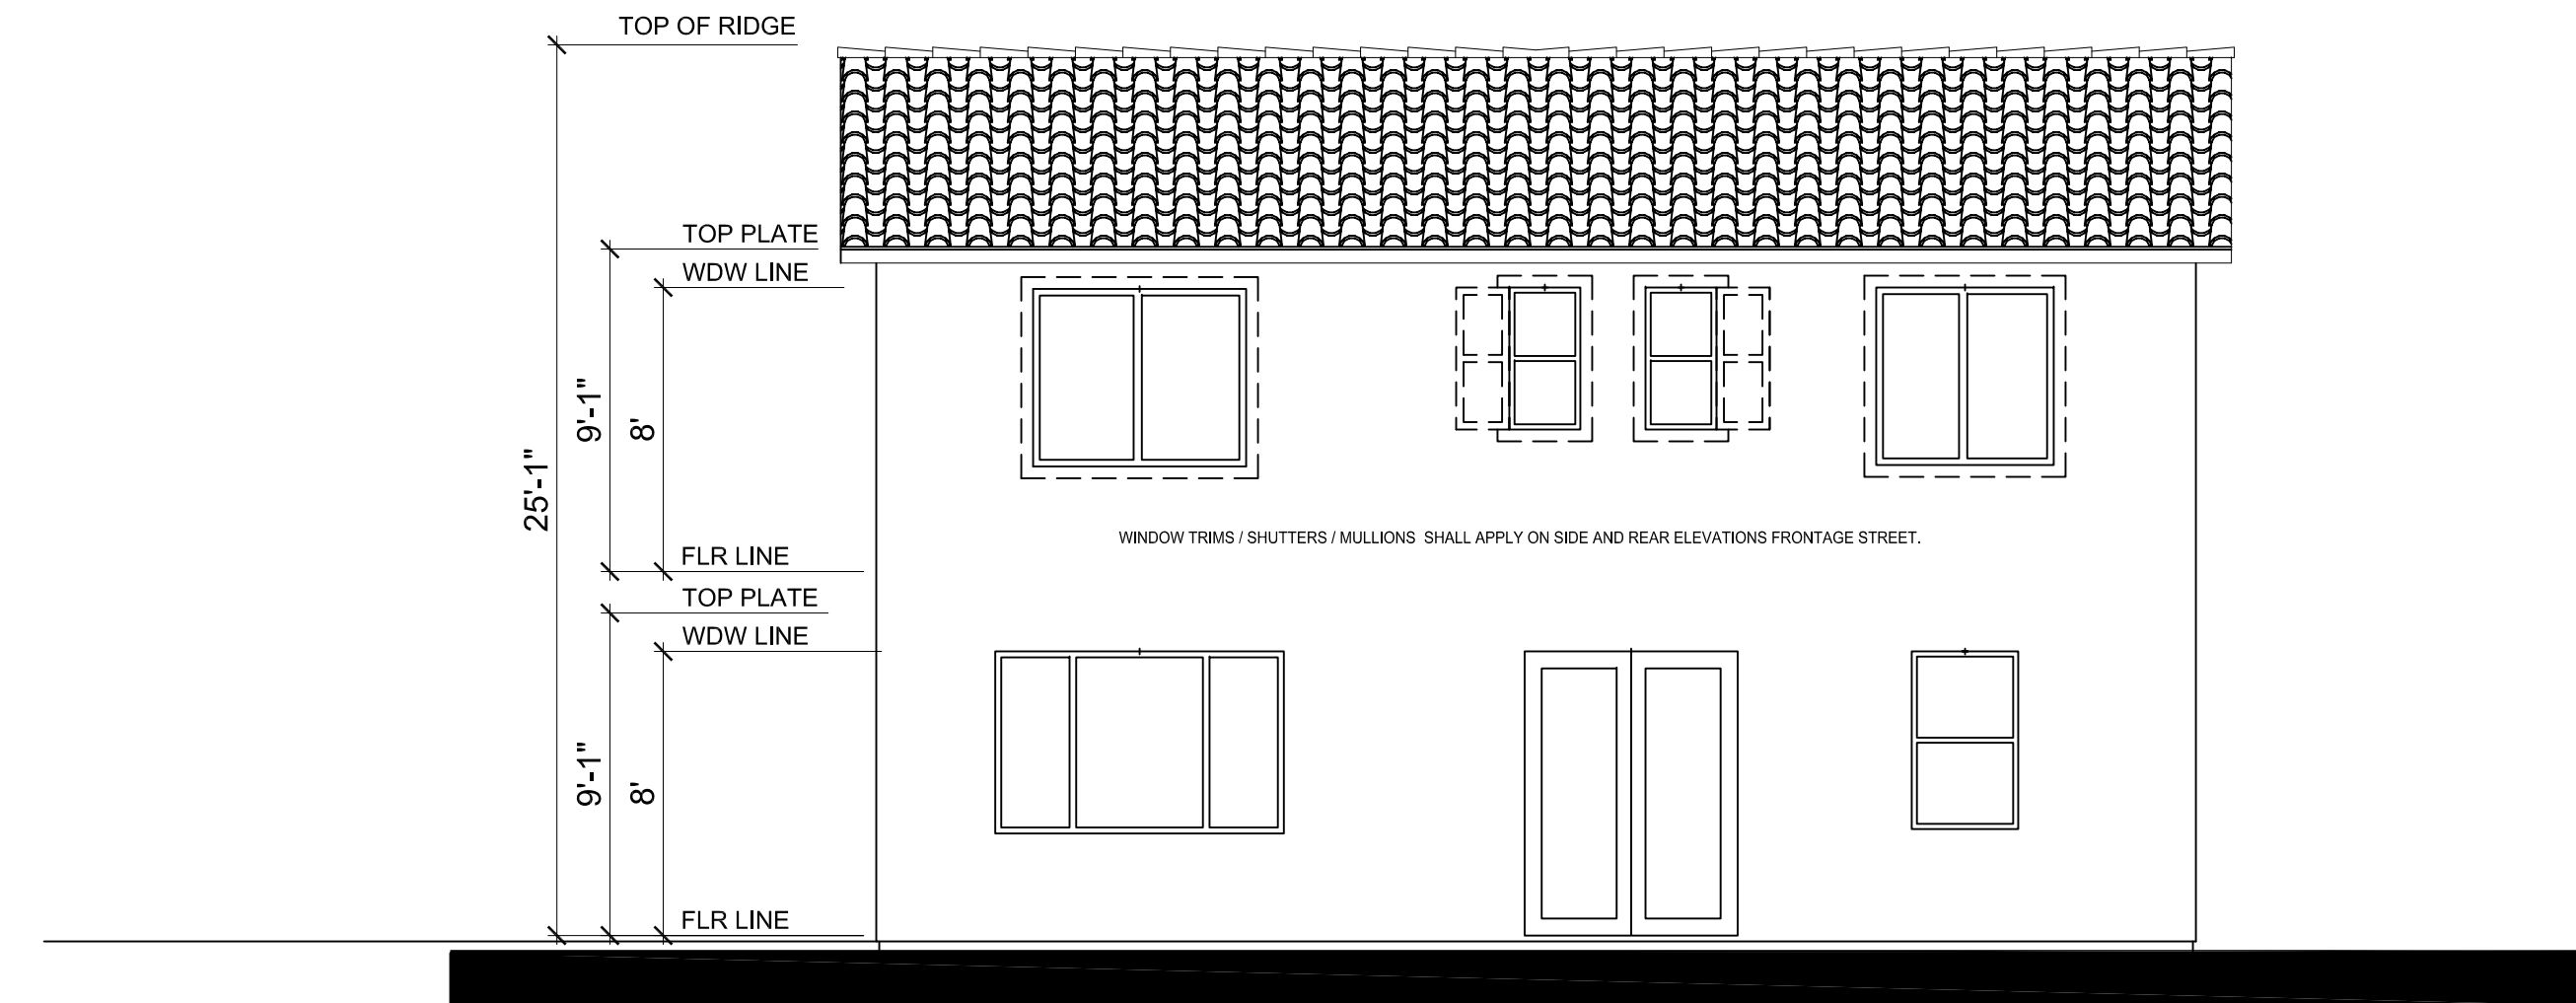 TOP OF RIDGE
TOP PLATE
WDW LINE
9'-1"
8'
25'-1"
WINDOW TRIMS / SHUTTERS / MULLIONS SHALL APPLY ON SIDE AND REAR ELEVATIONS FRONTAGE STREET.
FLR LINE
TOP PLATE
WDW LINE
9'-1"
8'
FLR LINE